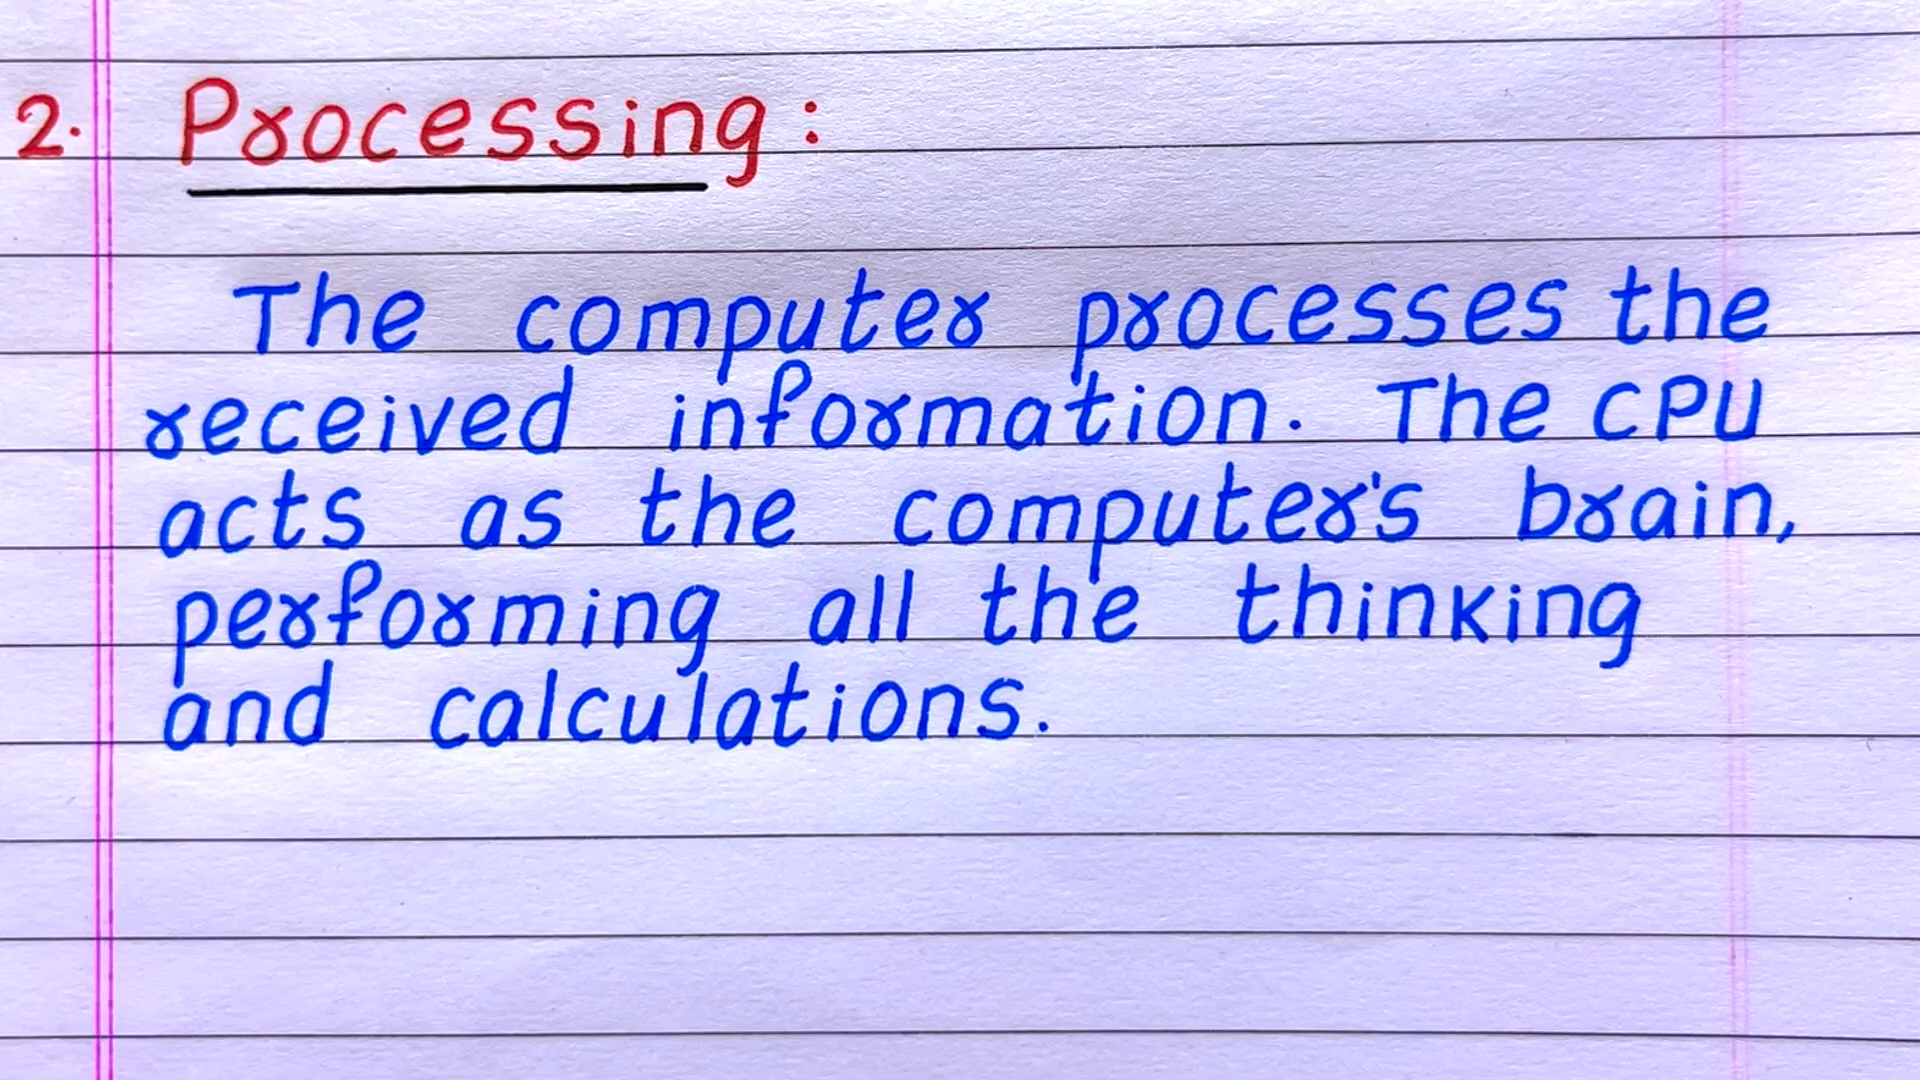 2. Processing:
The computer processes the
received information. The CPU
acts as the computer's brain,
performing all the thinking
and calculations.